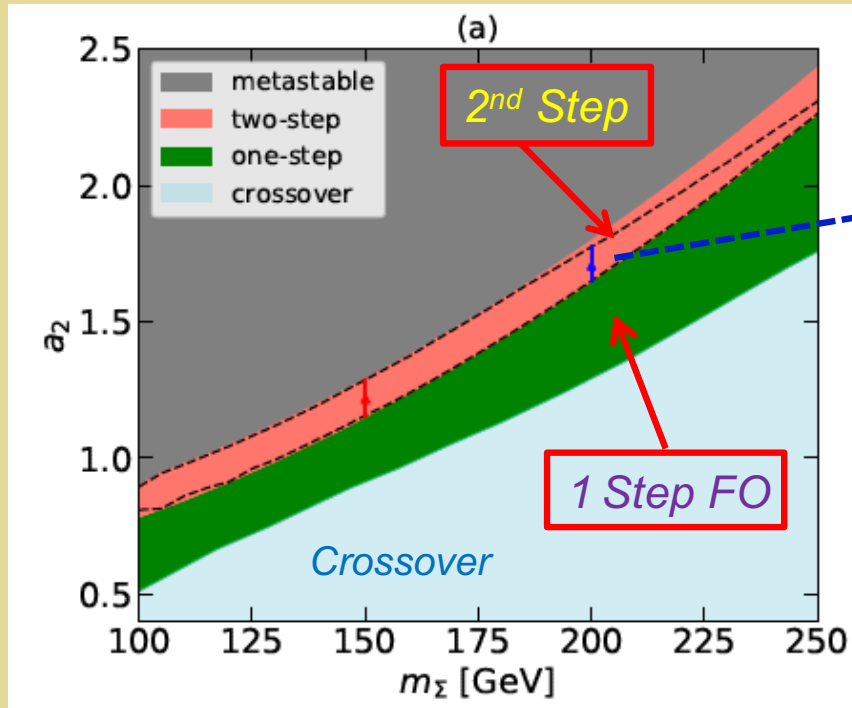 (a)
metastable
two-step
one-step
crossover
2nd Step
1 Step FO
Crossover
2.5
2.0
1.5
1.0
0.5
a2
100 125 150 175 200 225 250
mΣ [GeV]